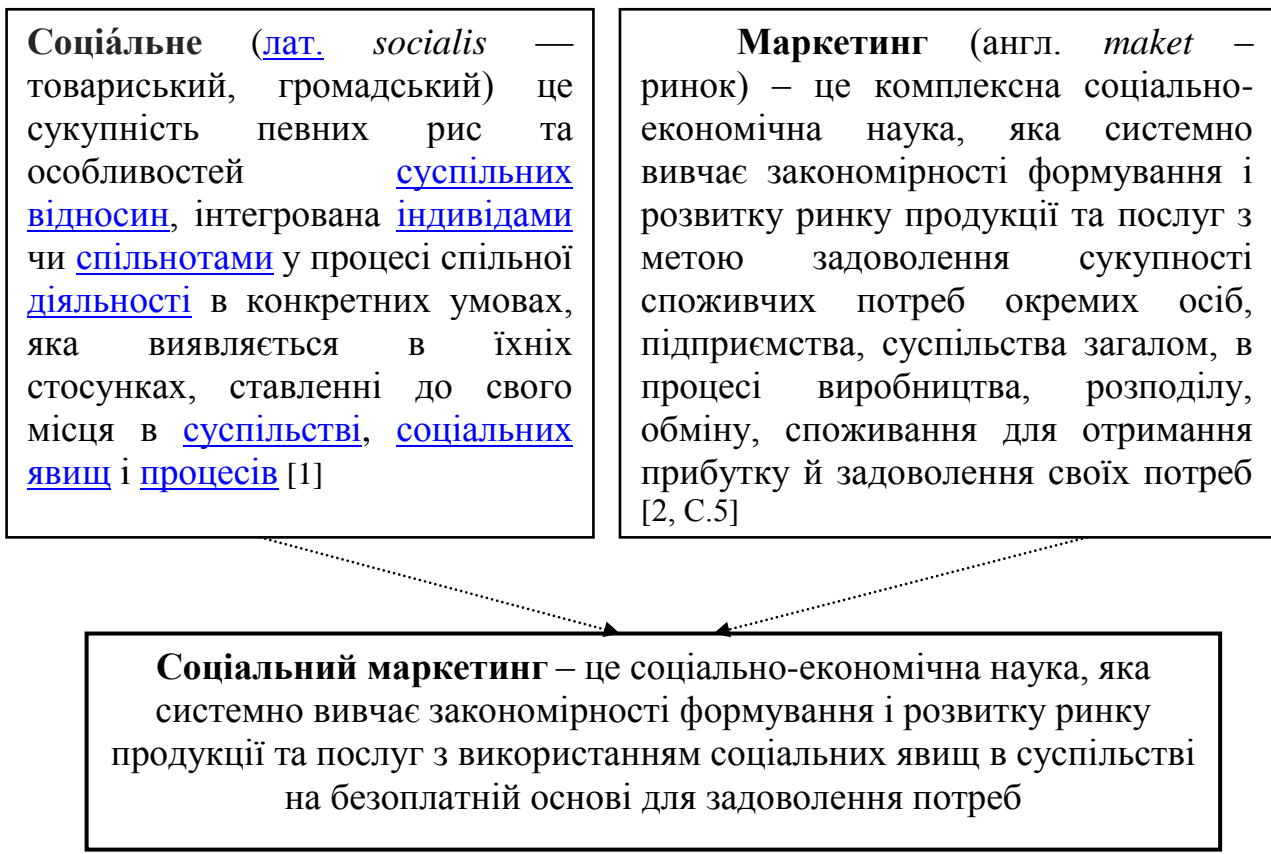 Соціа́льне (лат. socialis —
товариський, громадський) це
сукупність певних рис та
особливостей суспільних
відносин, інтегрована індивідами
чи спільнотами у процесі спільної
діяльності в конкретних умовах,
яка виявляється в їхніх
стосунках, ставленні до свого
місця в суспільстві, соціальних
явищ і процесів [1]
Маркетинг (англ. maket –
ринок) – це комплексна соціально-
економічна наука, яка системно
вивчає закономірності формування і
розвитку ринку продукції та послуг з
метою задоволення сукупності
споживчих потреб окремих осіб,
підприємства, суспільства загалом, в
процесі виробництва, розподілу,
обміну, споживання для отримання
прибутку й задоволення своїх потреб
[2, С.5]
Соціальний маркетинг – це соціально-економічна наука, яка
системно вивчає закономірності формування і розвитку ринку
продукції та послуг з використанням соціальних явищ в суспільстві
на безоплатній основі для задоволення потреб